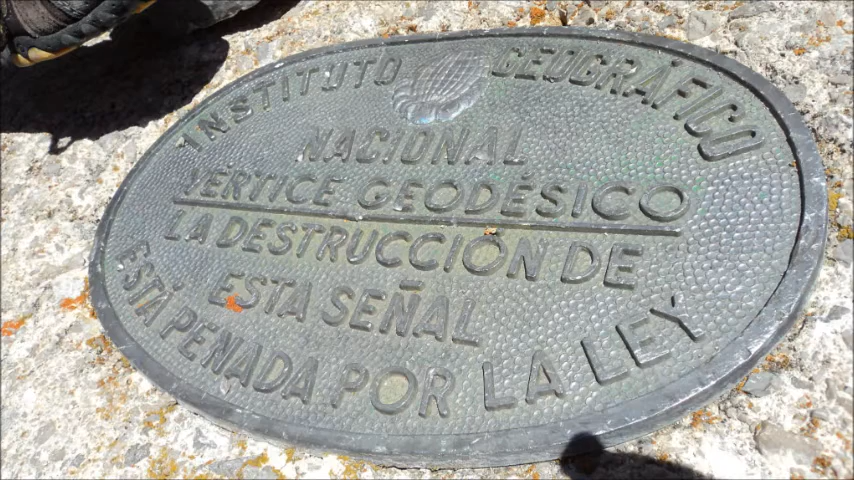 INSTITUTO GEOGRÁFICO
NACIONAL
VÉRTICE GEODÉSICO
LA DESTRUCCIÓN DE
ESTA SEÑAL
ESTÁ PENADA POR LA LEY